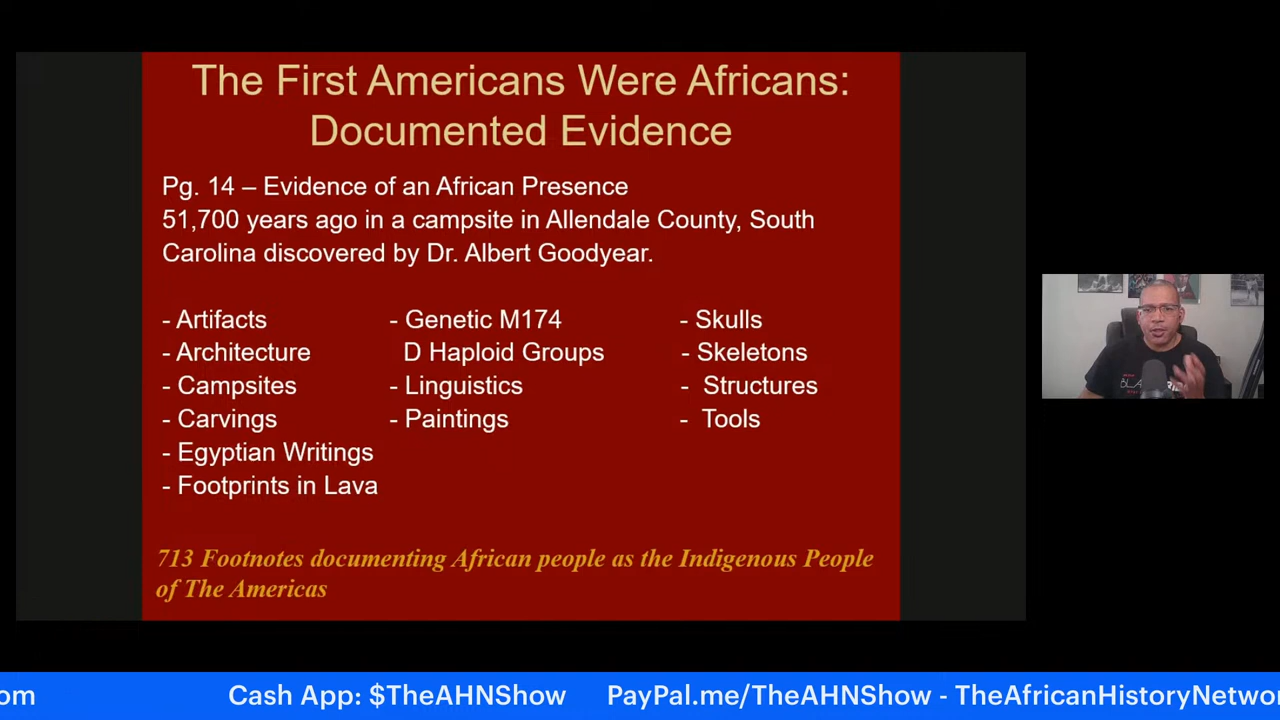 The First Americans Were Africans:
Documented Evidence
Pg. 14 – Evidence of an African Presence
51,700 years ago in a campsite in Allendale County, South
Carolina discovered by Dr. Albert Goodyear.
- Artifacts
- Architecture
- Campsites
- Carvings
- Egyptian Writings
- Footprints in Lava
- Genetic M174
D Haploid Groups
- Linguistics
- Paintings
- Skulls
- Skeletons
- Structures
- Tools
713 Footnotes documenting African people as the Indigenous People
of The Americas
om Cash App: $TheAHNShow PayPal.me/TheAHNShow - TheAfricanHistoryNetwo